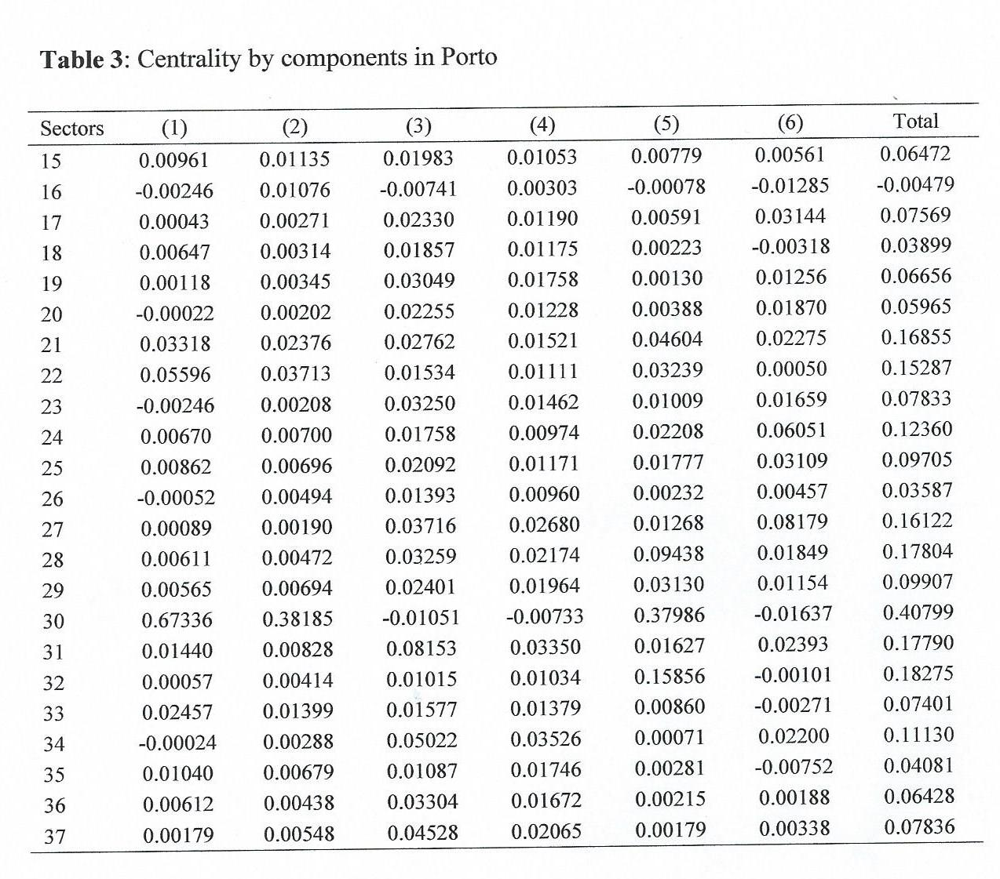 Table 3: Centrality by components in Porto
Sectors (1) (2) (3) (4) (5) (6) Total
15 0.00961 0.01135 0.01983 0.01053 0.00779 0.00561 0.06472
16 -0.00246 0.01076 -0.00741 0.00303 -0.00078 -0.01285 -0.00479
17 0.00043 0.00271 0.02330 0.01190 0.00591 0.03144 0.07569
18 0.00647 0.00314 0.01857 0.01175 0.00223 -0.00318 0.03899
19 0.00118 0.00345 0.03049 0.01758 0.00130 0.01256 0.06656
20 -0.00022 0.00202 0.02255 0.01228 0.00388 0.01870 0.05965
21 0.03318 0.02376 0.02762 0.01521 0.04604 0.02275 0.16855
22 0.05596 0.03713 0.01534 0.01111 0.03239 0.00050 0.15287
23 -0.00246 0.00208 0.03250 0.01462 0.01009 0.01659 0.07833
24 0.00670 0.00700 0.01758 0.00974 0.02208 0.06051 0.12360
25 0.00862 0.00696 0.02092 0.01171 0.01777 0.03109 0.09705
26 -0.00052 0.00494 0.01393 0.00960 0.00232 0.00457 0.03587
27 0.00089 0.00190 0.03716 0.02680 0.01268 0.08179 0.16122
28 0.00611 0.00472 0.03259 0.02174 0.09438 0.01849 0.17804
29 0.00565 0.00694 0.02401 0.01964 0.03130 0.01154 0.09907
30 0.67336 0.38185 -0.01051 -0.00733 0.37986 -0.01637 0.40799
31 0.01440 0.00828 0.08153 0.03350 0.01627 0.02393 0.17790
32 0.00057 0.00414 0.01015 0.01034 0.15856 -0.00101 0.18275
33 0.02457 0.01399 0.01577 0.01379 0.00860 -0.00271 0.07401
34 -0.00024 0.00288 0.05022 0.03526 0.00071 0.02200 0.11130
35 0.01040 0.00679 0.01087 0.01746 0.00281 -0.00752 0.04081
36 0.00612 0.00438 0.03304 0.01672 0.00215 0.00188 0.06428
37 0.00179 0.00548 0.04528 0.02065 0.00179 0.00338 0.07836